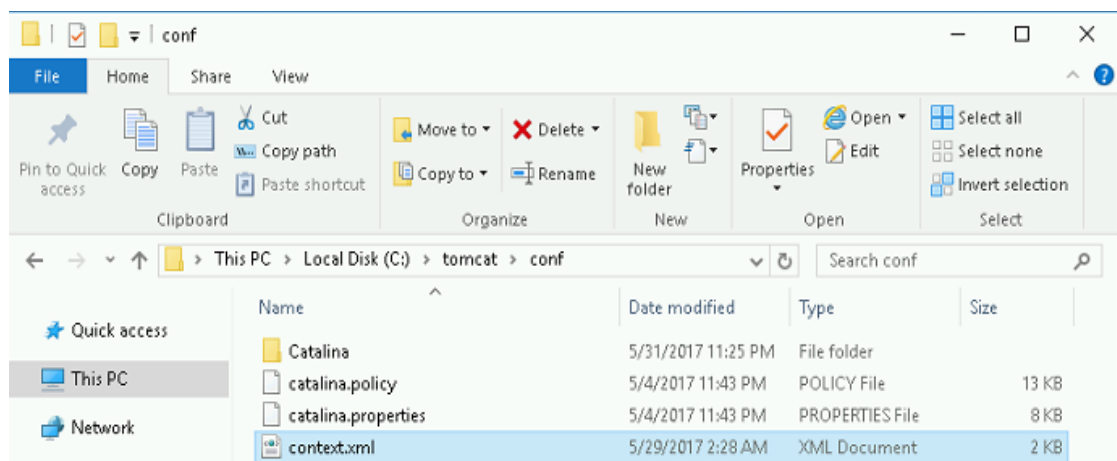 conf
File Home Share View
Pin to Quick access
Copy
Paste
Cut
Copy path
Paste shortcut
Clipboard
Move to
Copy to
Delete
Rename
Organize
New folder
New
Properties
Open
Edit
Open
Select all
Select none
Invert selection
Select
This PC > Local Disk (C:) > tomcat > conf
Search conf
Quick access
This PC
Network
Name Date modified Type Size
Catalina 5/31/2017 11:25 PM File folder
catalina.policy 5/4/2017 11:43 PM POLICY File 13 KB
catalina.properties 5/4/2017 11:43 PM PROPERTIES File 8 KB
context.xml 5/29/2017 2:28 AM XML Document 2 KB